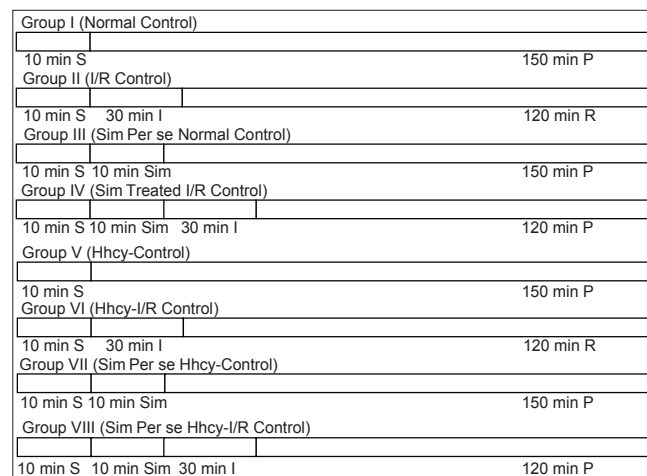 Group I (Normal Control)
10 min S 150 min P
Group II (I/R Control)
10 min S 30 min I 120 min R
Group III (Sim Per se Normal Control)
10 min S 10 min Sim 150 min P
Group IV (Sim Treated I/R Control)
10 min S 10 min Sim 30 min I 120 min P
Group V (Hhcy-Control)
10 min S 150 min P
Group VI (Hhcy-I/R Control)
10 min S 30 min I 120 min R
Group VII (Sim Per se Hhcy-Control)
10 min S 10 min Sim 150 min P
Group VIII (Sim Per se Hhcy-I/R Control)
10 min S 10 min Sim 30 min I 120 min P